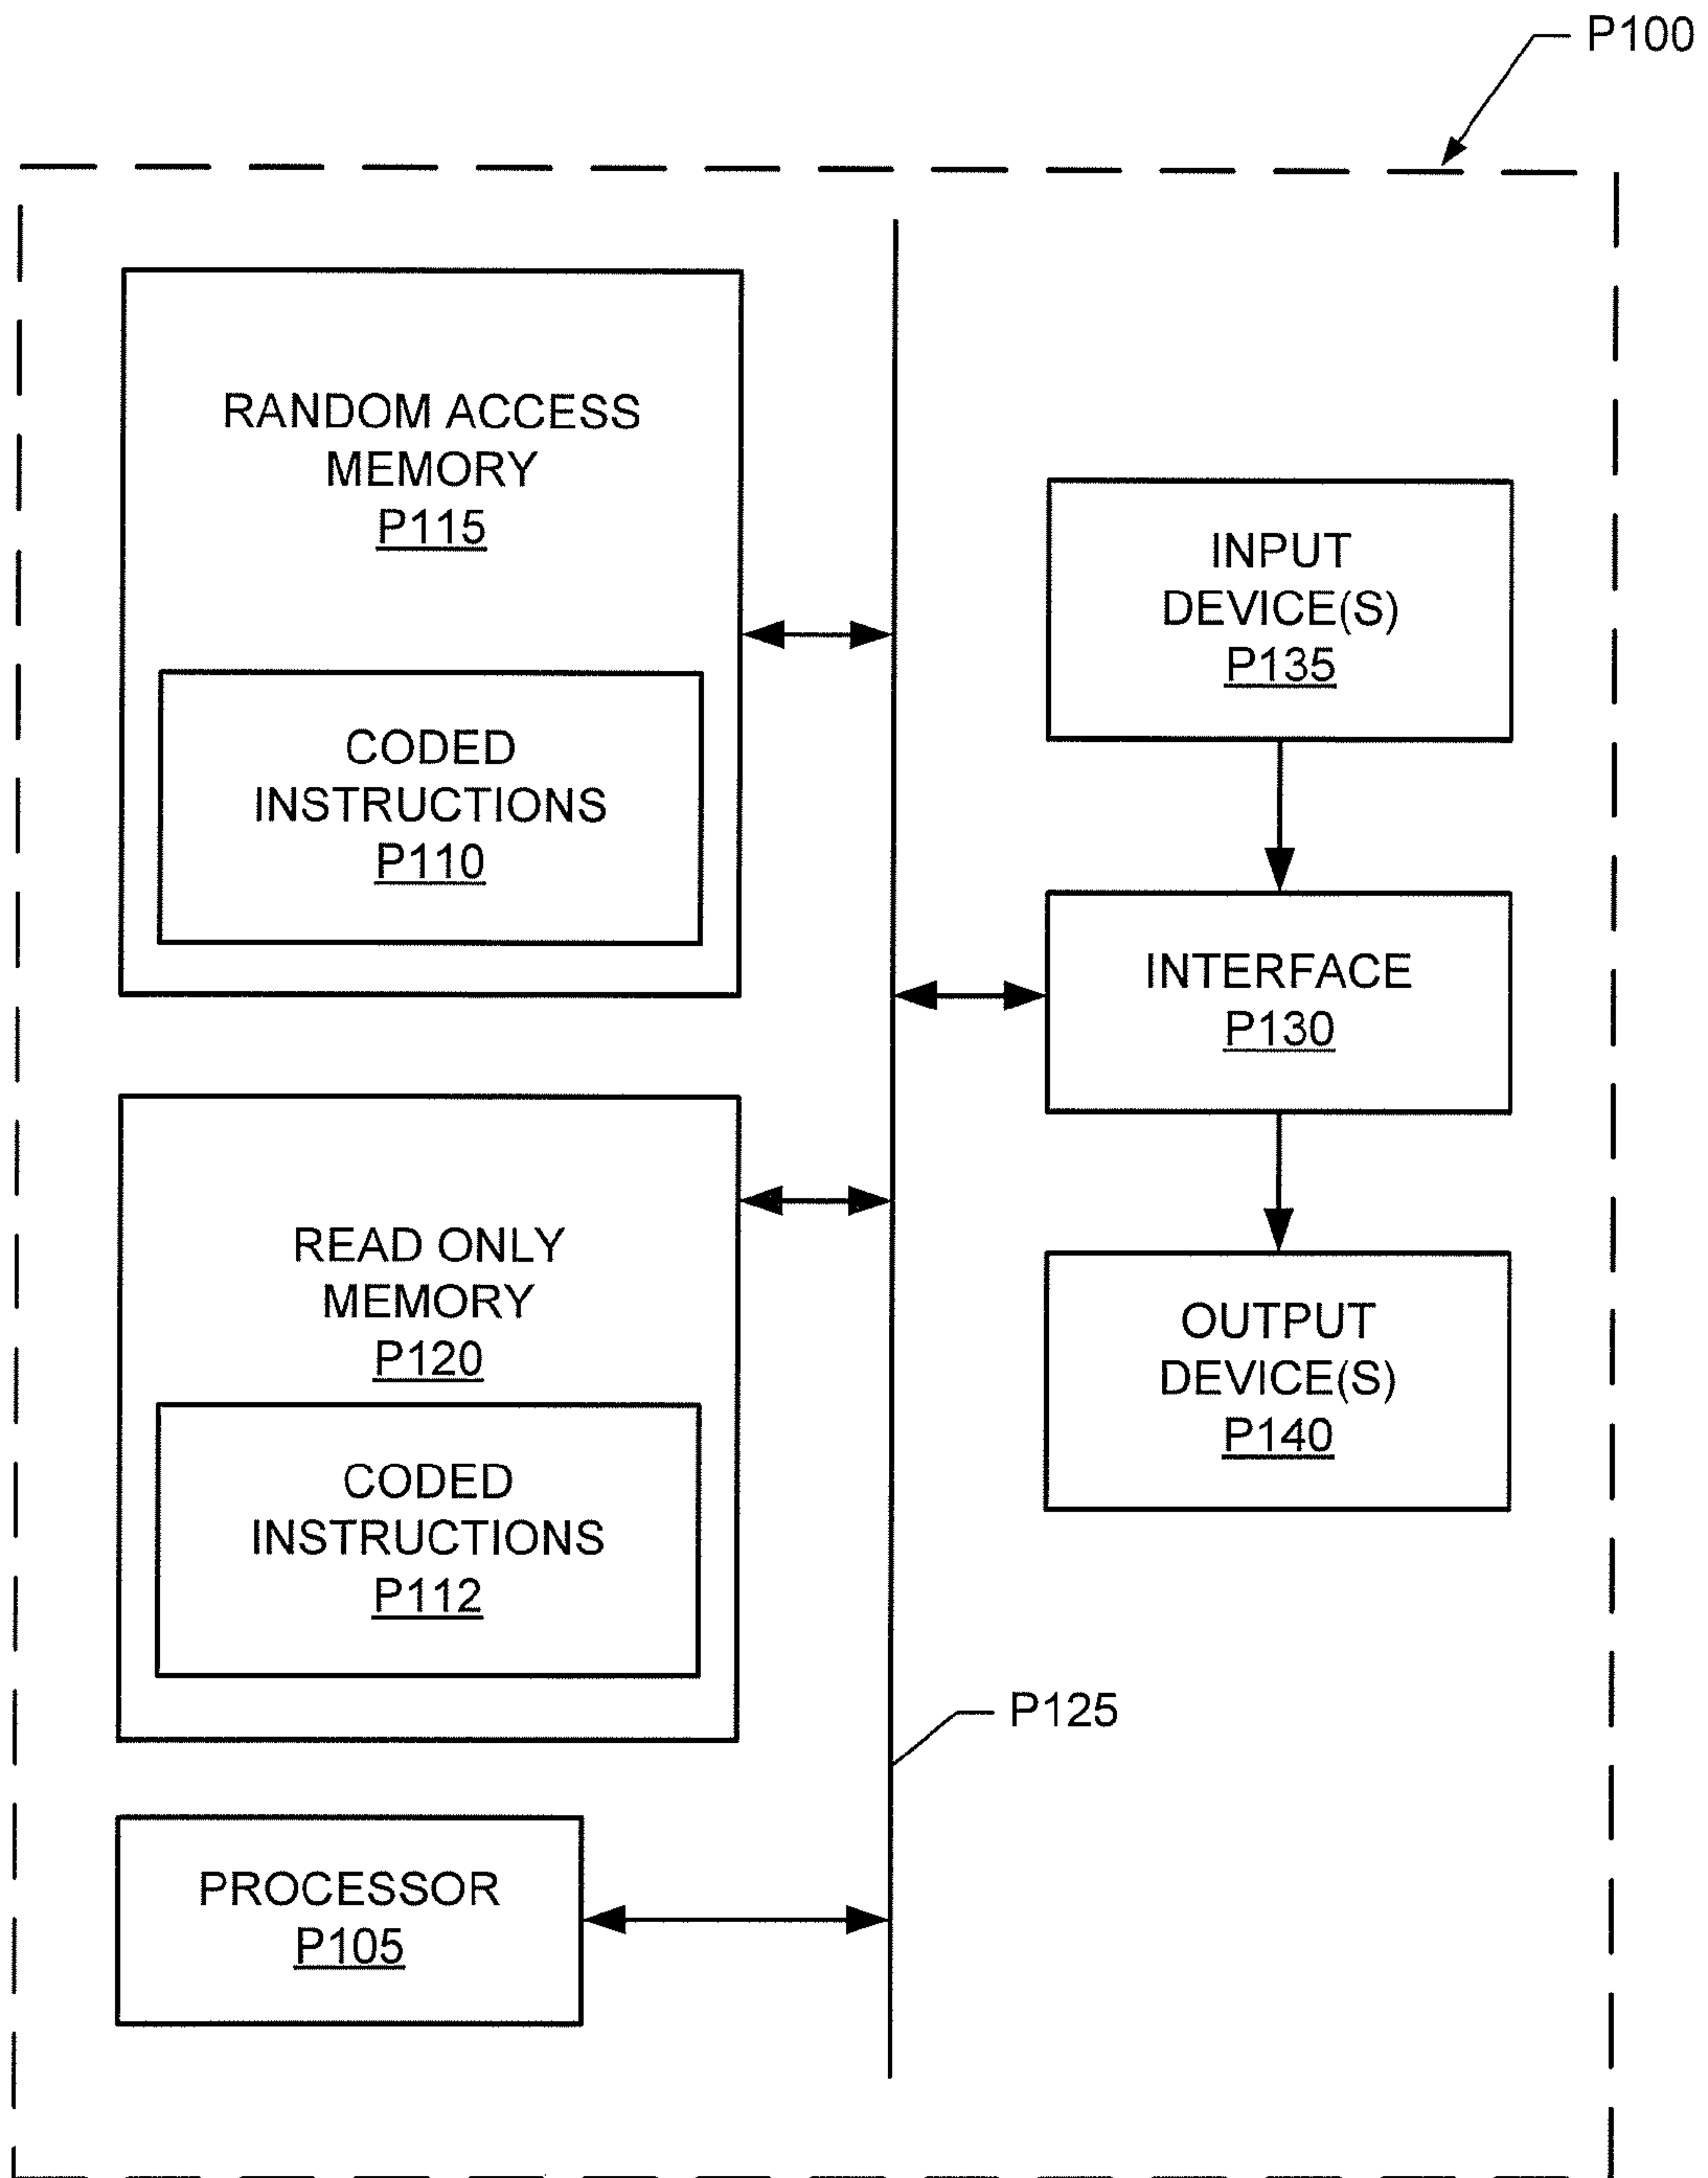 P100
RANDOM ACCESS
MEMORY
P115
CODED
INSTRUCTIONS
P110
READ ONLY
MEMORY
P120
CODED
INSTRUCTIONS
P112
PROCESSOR
P105
P125
INPUT
DEVICE(S)
P135
INTERFACE
P130
OUTPUT
DEVICE(S)
P140